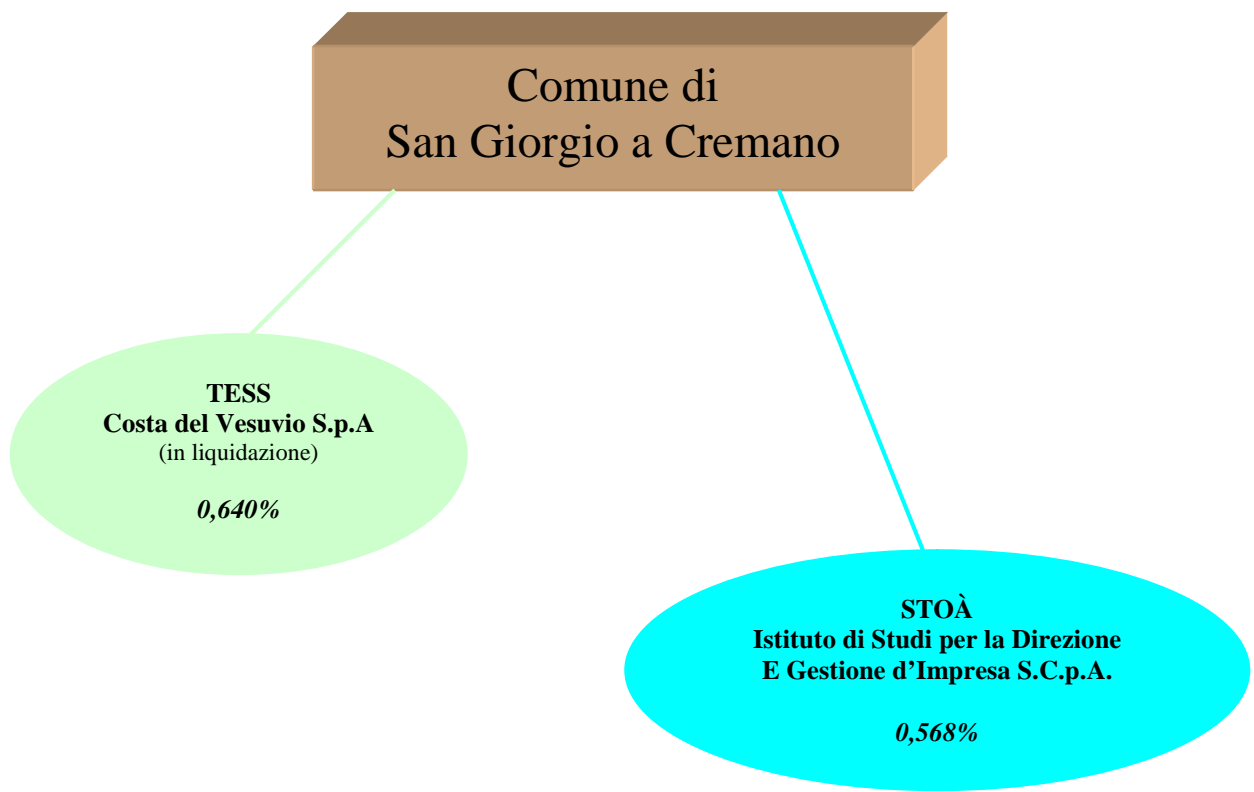 Comune di
San Giorgio a Cremano
TESS
Costa del Vesuvio S.p.A
(in liquidazione)
0,640%
STOÀ
Istituto di Studi per la Direzione
E Gestione d’Impresa S.C.p.A.
0,568%